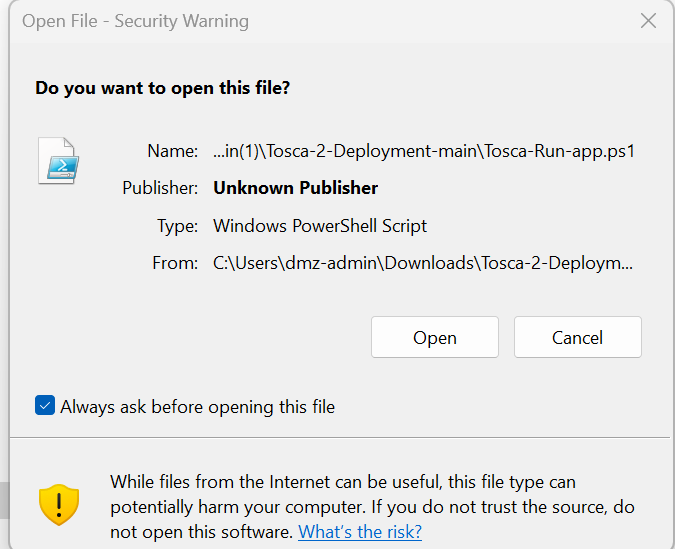 Open File - Security Warning
Do you want to open this file?
Name: ...in(1)\Tosca-2-Deployment-main\Tosca-Run-app.ps1
Publisher: Unknown Publisher
Type: Windows PowerShell Script
From: C:\Users\dmz-admin\Downloads\Tosca-2-Deploym...
Open Cancel
Always ask before opening this file
While files from the Internet can be useful, this file type can
potentially harm your computer. If you do not trust the source, do
not open this software. What's the risk?